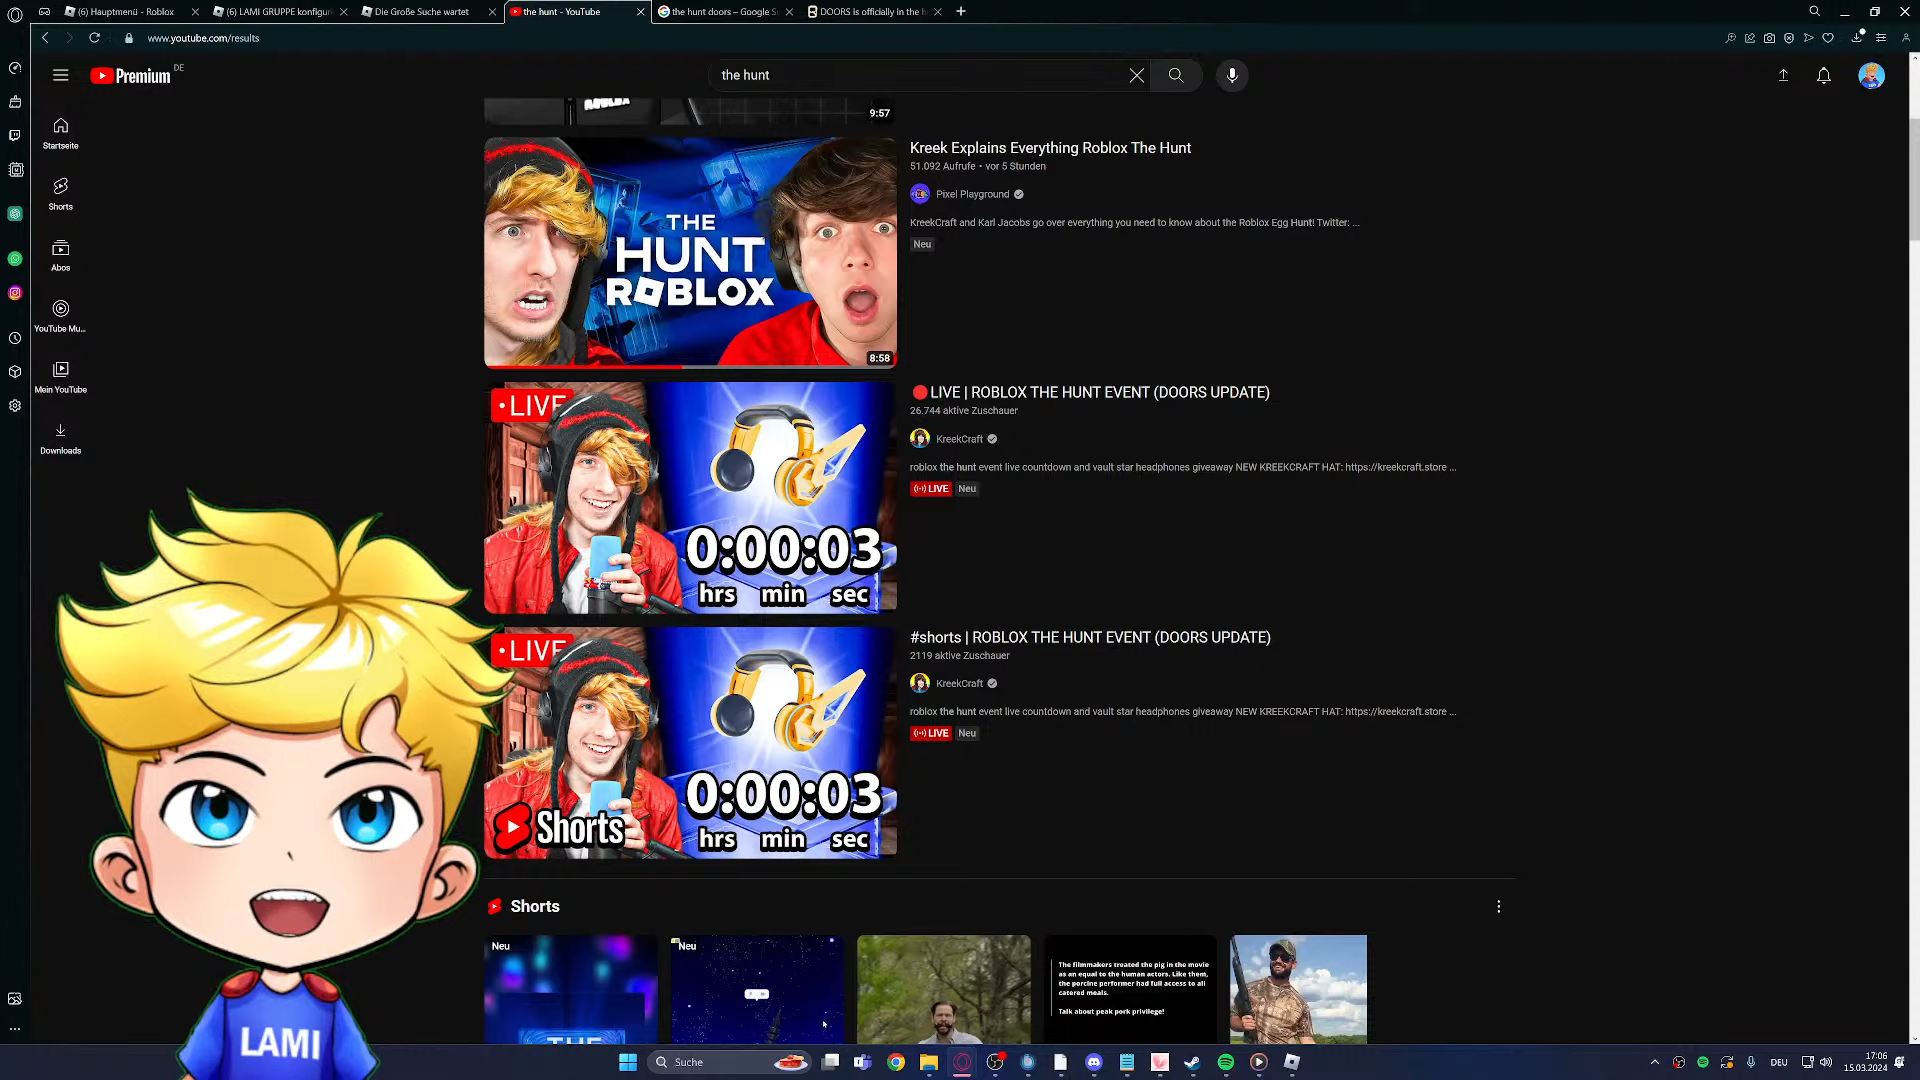 (6) Hauptmenü - Roblox
(6) LAMI GRUPPE konfigur
Die Große Suche wartet
the hunt - YouTube
the hunt doors – Google S
DOORS is officially in the h
www.youtube.com/results
Premium DE
the hunt
Startseite
Shorts
Abos
YouTube Mu...
Mein YouTube
Downloads
ROBLOX
9:57
THE
HUNT
ROBLOX
8:58
Kreek Explains Everything Roblox The Hunt
51.092 Aufrufe • vor 5 Stunden
Pixel Playground
KreekCraft and Karl Jacobs go over everything you need to know about the Roblox Egg Hunt! Twitter: ...
Neu
• LIVE
0:00:03
hrs min sec
🔴LIVE | ROBLOX THE HUNT EVENT (DOORS UPDATE)
26.744 aktive Zuschauer
KreekCraft
roblox the hunt event live countdown and vault star headphones giveaway NEW KREEKCRAFT HAT: https://kreekcraft.store ...
LIVE Neu
• LIVE
0:00:03
hrs min sec
Shorts
#shorts | ROBLOX THE HUNT EVENT (DOORS UPDATE)
2119 aktive Zuschauer
KreekCraft
roblox the hunt event live countdown and vault star headphones giveaway NEW KREEKCRAFT HAT: https://kreekcraft.store ...
LIVE Neu
Shorts
Neu
THE
Neu
The filmmakers treated the pig in the movie
as an equal to the human actors. Like them,
the porcine performer had full access to all
catered meals.
Talk about peak pork privilege!
LAMI
Suche
DEU
17:06
15.03.2024